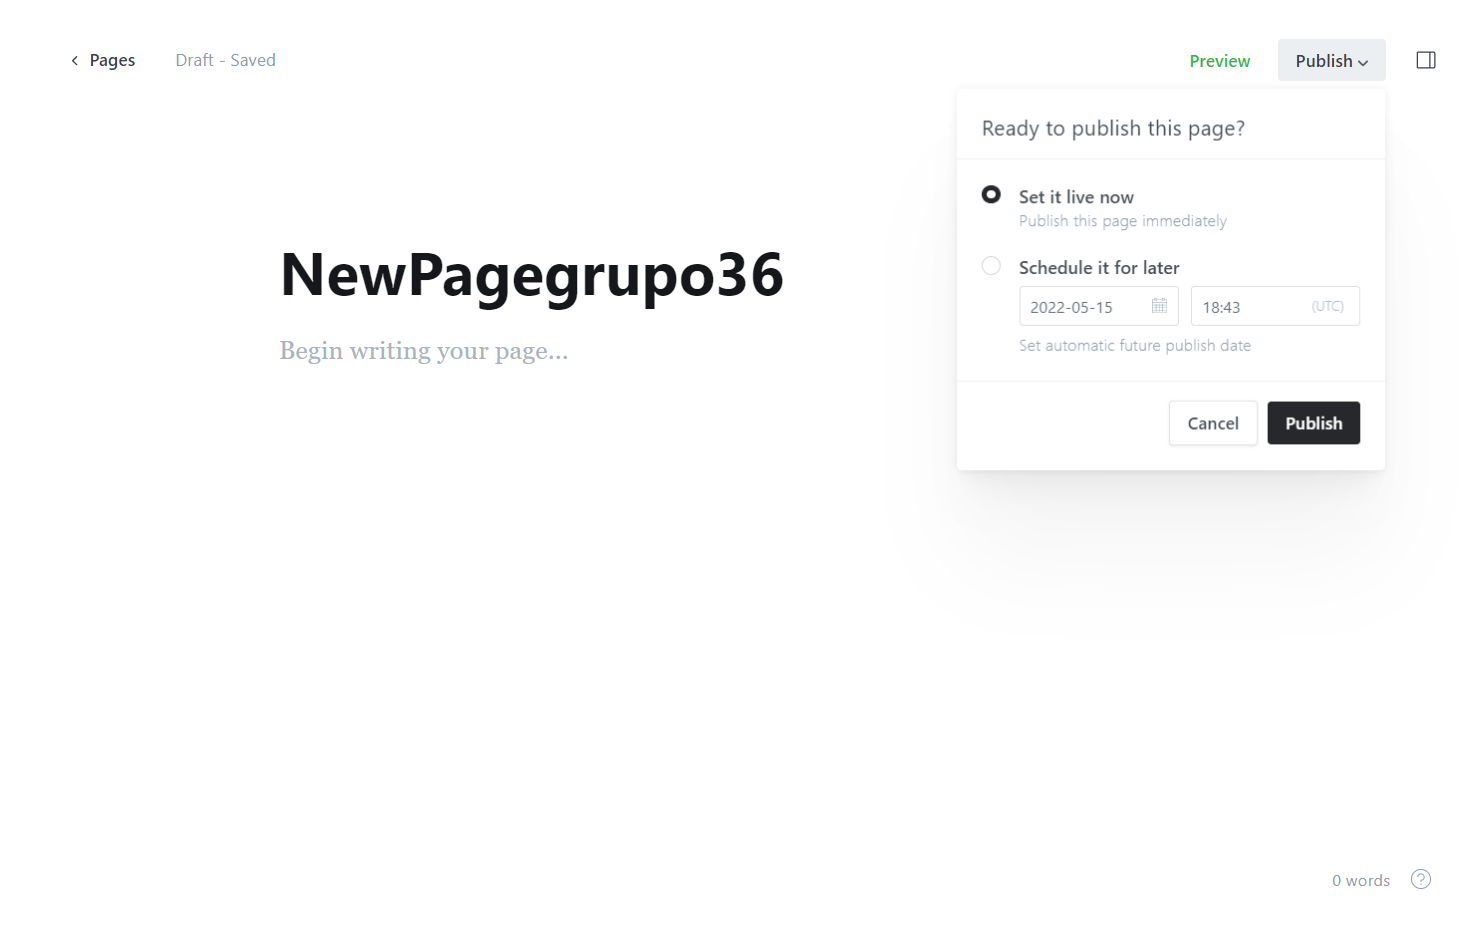 Pages
Draft - Saved
Preview
Publish
Ready to publish this page?
Set it live now
Publish this page immediately
NewPagegrupo36
Schedule it for later
2022-05-15
18:43
(UTC)
Begin writing your page...
Set automatic future publish date
Cancel
Publish
0 words
?